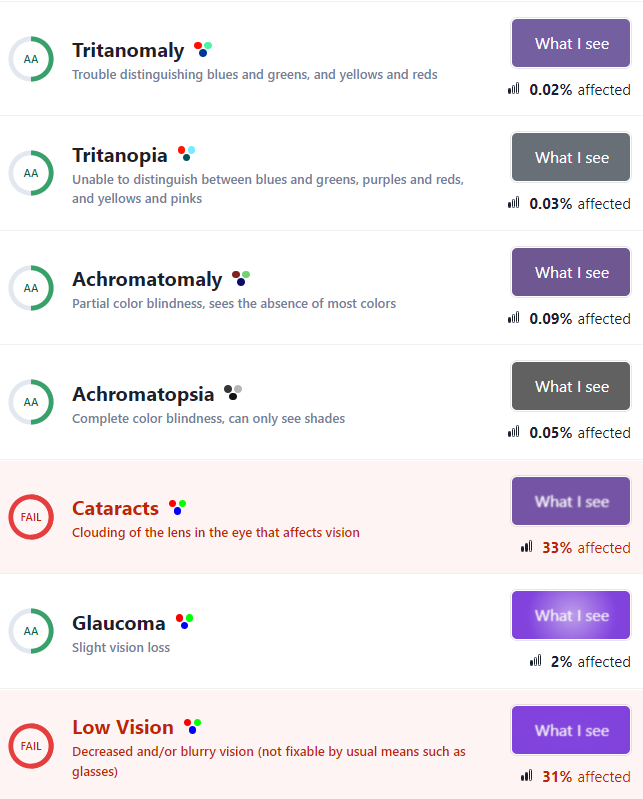 AA
Tritanomaly
Trouble distinguishing blues and greens, and yellows and reds
What I see
0.02% affected
AA
Tritanopia
Unable to distinguish between blues and greens, purples and reds,
and yellows and pinks
What I see
0.03% affected
AA
Achromatomaly
Partial color blindness, sees the absence of most colors
What I see
0.09% affected
AA
Achromatopsia
Complete color blindness, can only see shades
What I see
0.05% affected
FAIL
Cataracts
Clouding of the lens in the eye that affects vision
What I see
33% affected
AA
Glaucoma
Slight vision loss
What I see
2% affected
FAIL
Low Vision
Decreased and/or blurry vision (not fixable by usual means such as
glasses)
What I see
31% affected